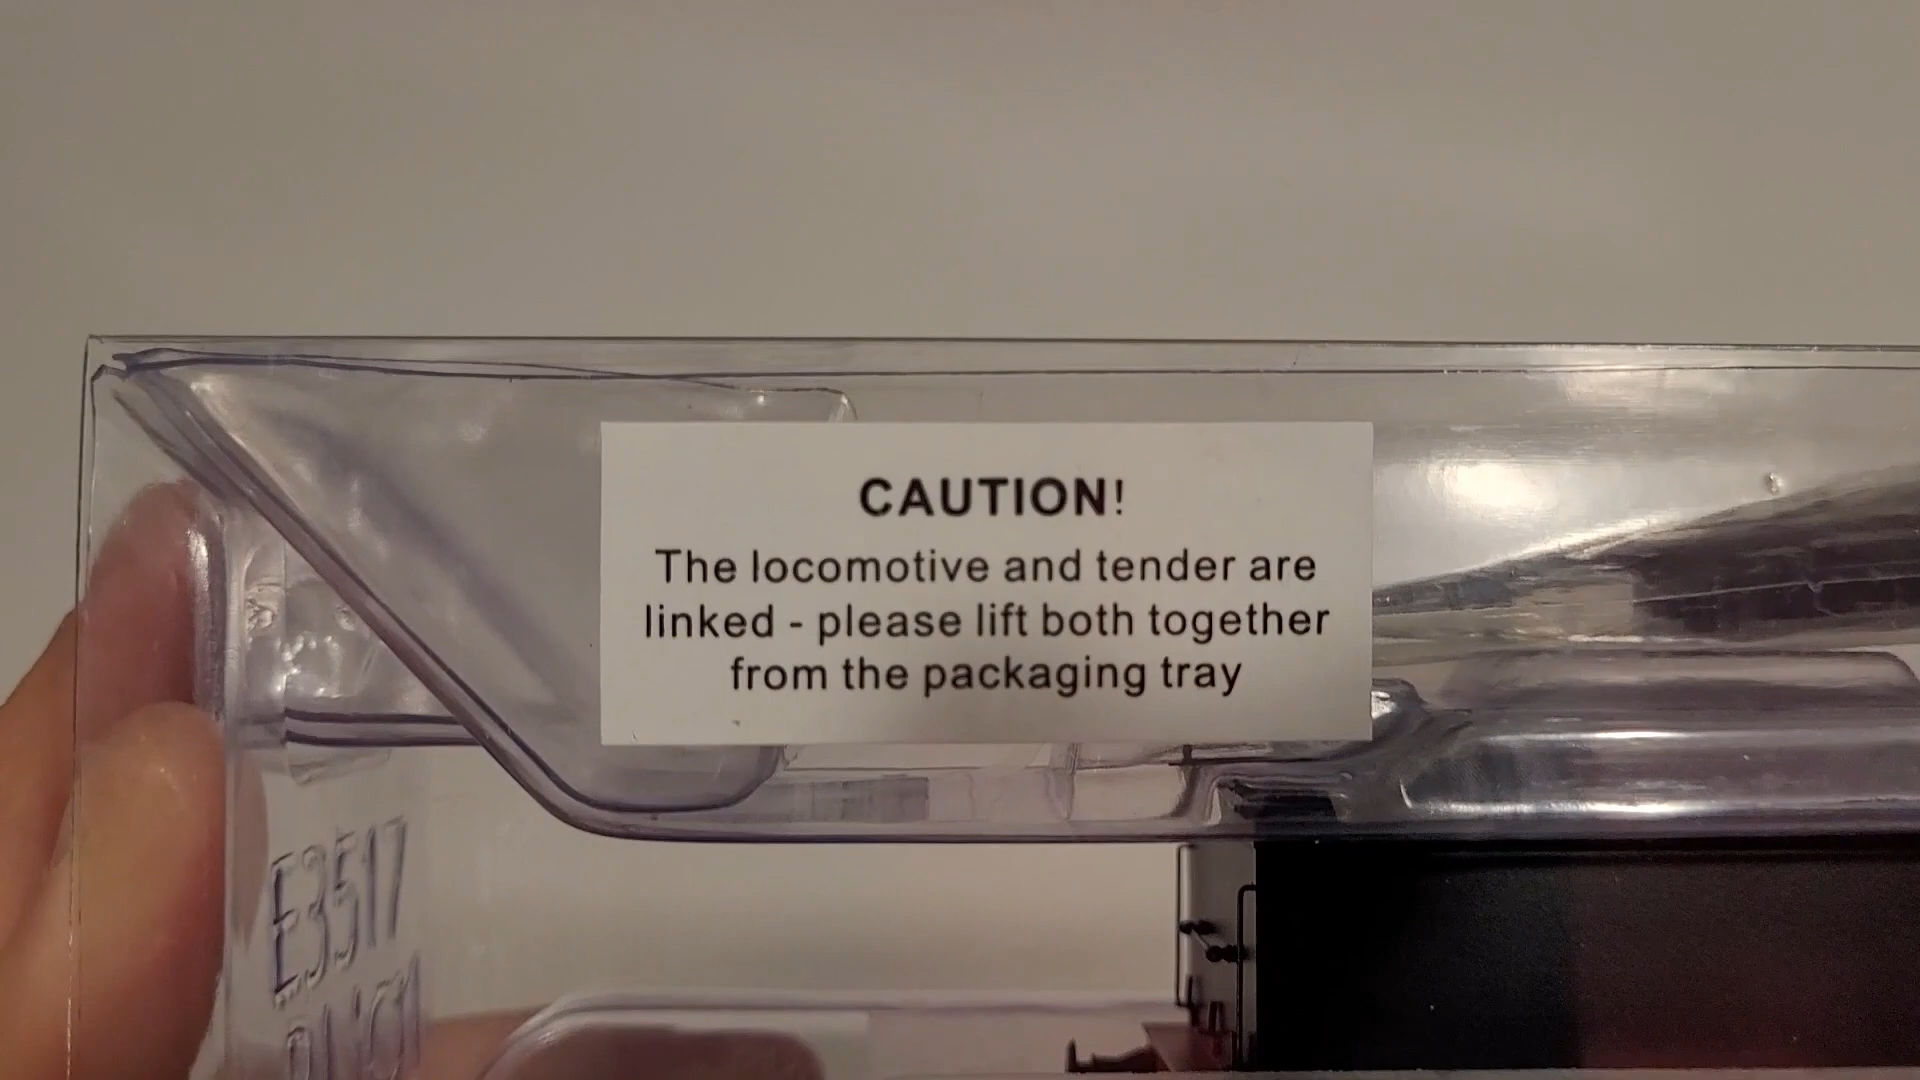 CAUTION!
The locomotive and tender are
linked - please lift both together
from the packaging tray
E3517